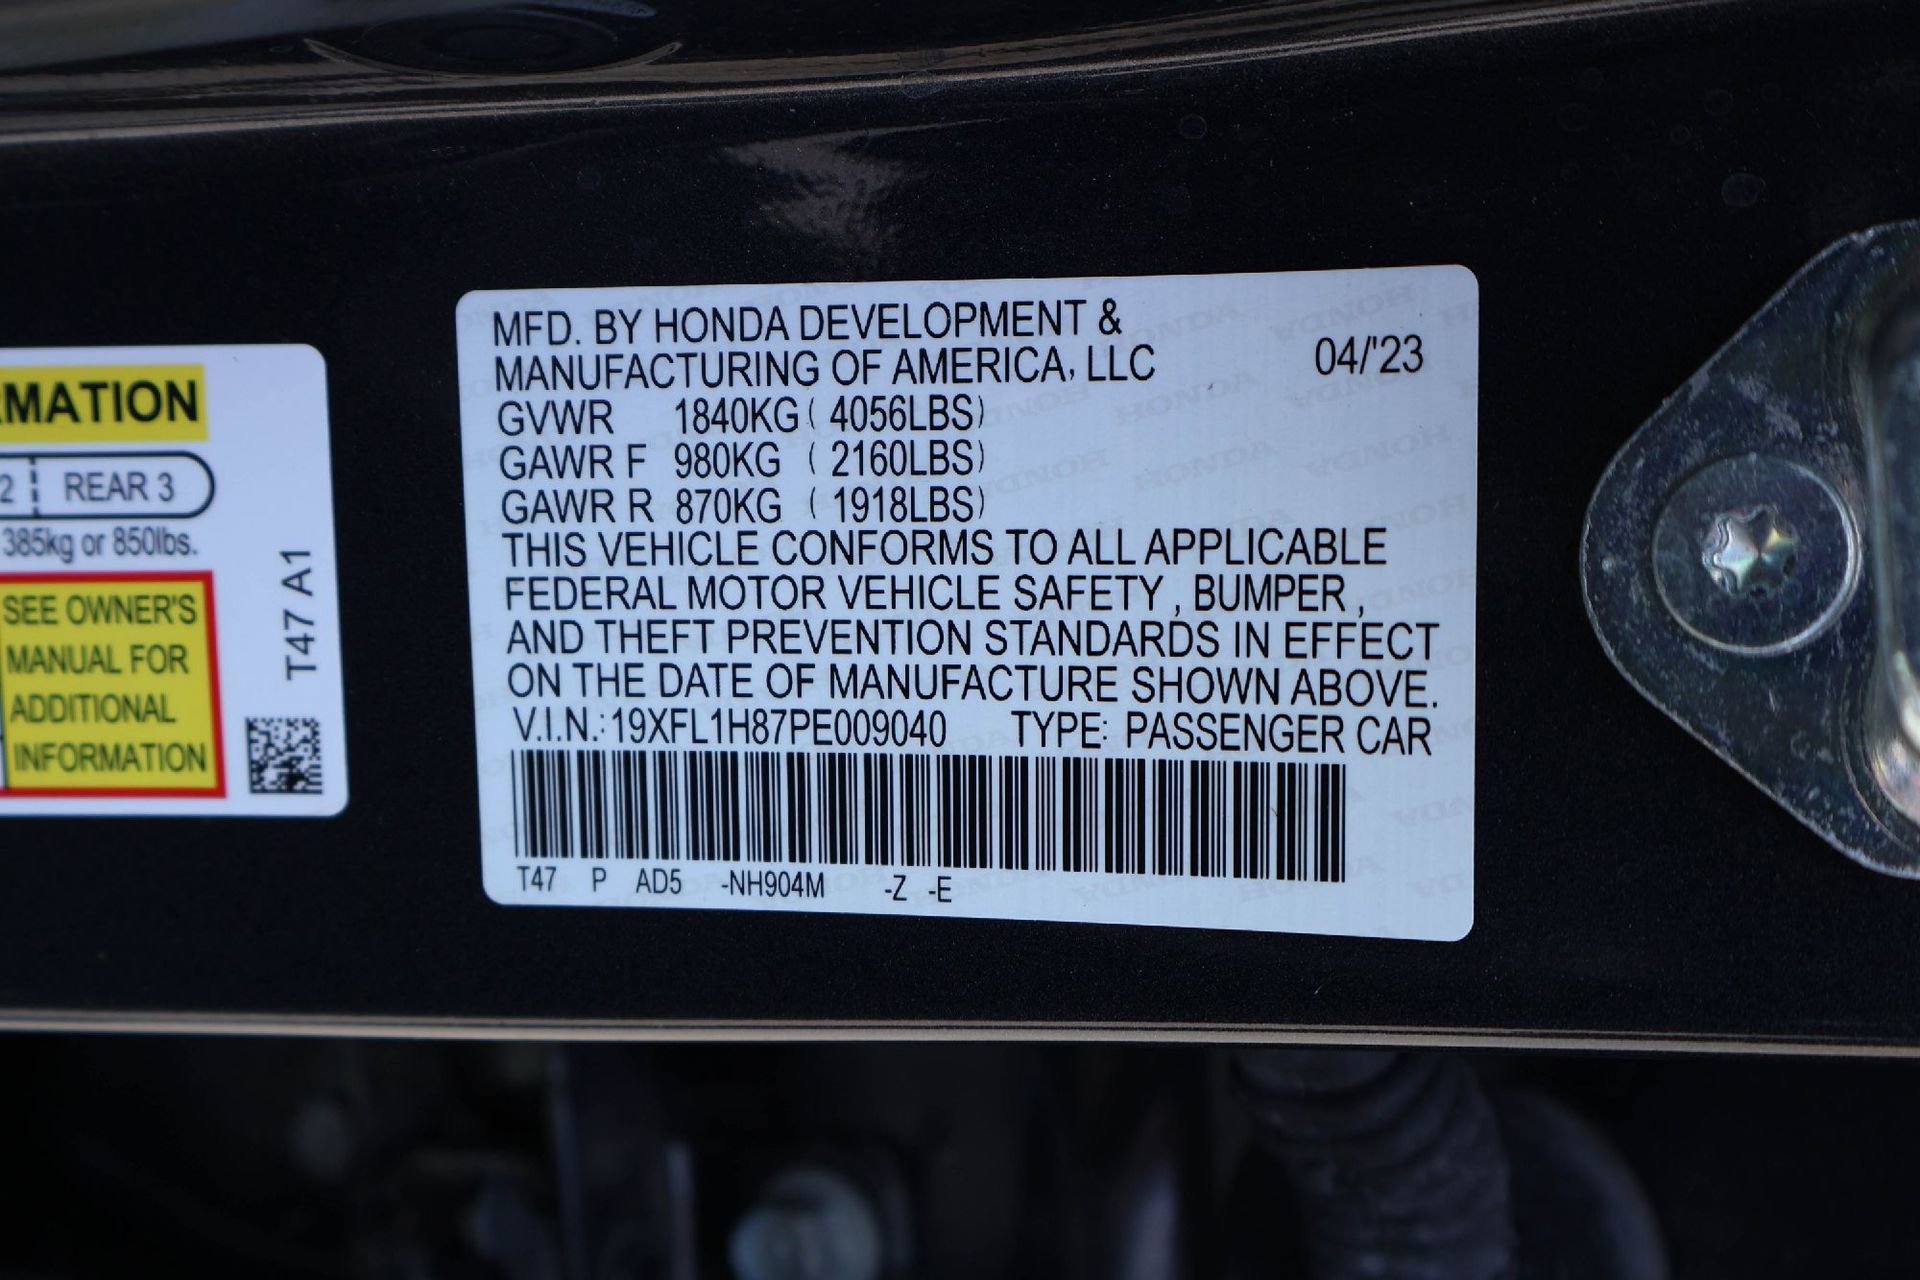 RMATION
2 REAR 3
385kg or 850lbs.
SEE OWNER'S
MANUAL FOR
ADDITIONAL
INFORMATION
T47 A1
MFD. BY HONDA DEVELOPMENT &
MANUFACTURING OF AMERICA, LLC 04/'23
GVWR 1840KG ( 4056LBS)
GAWR F 980KG ( 2160LBS)
GAWR R 870KG ( 1918LBS)
THIS VEHICLE CONFORMS TO ALL APPLICABLE
FEDERAL MOTOR VEHICLE SAFETY , BUMPER ,
AND THEFT PREVENTION STANDARDS IN EFFECT
ON THE DATE OF MANUFACTURE SHOWN ABOVE.
V.I.N.: 19XFL1H87PE009040 TYPE: PASSENGER CAR
T47 P AD5 -NH904M -Z -E